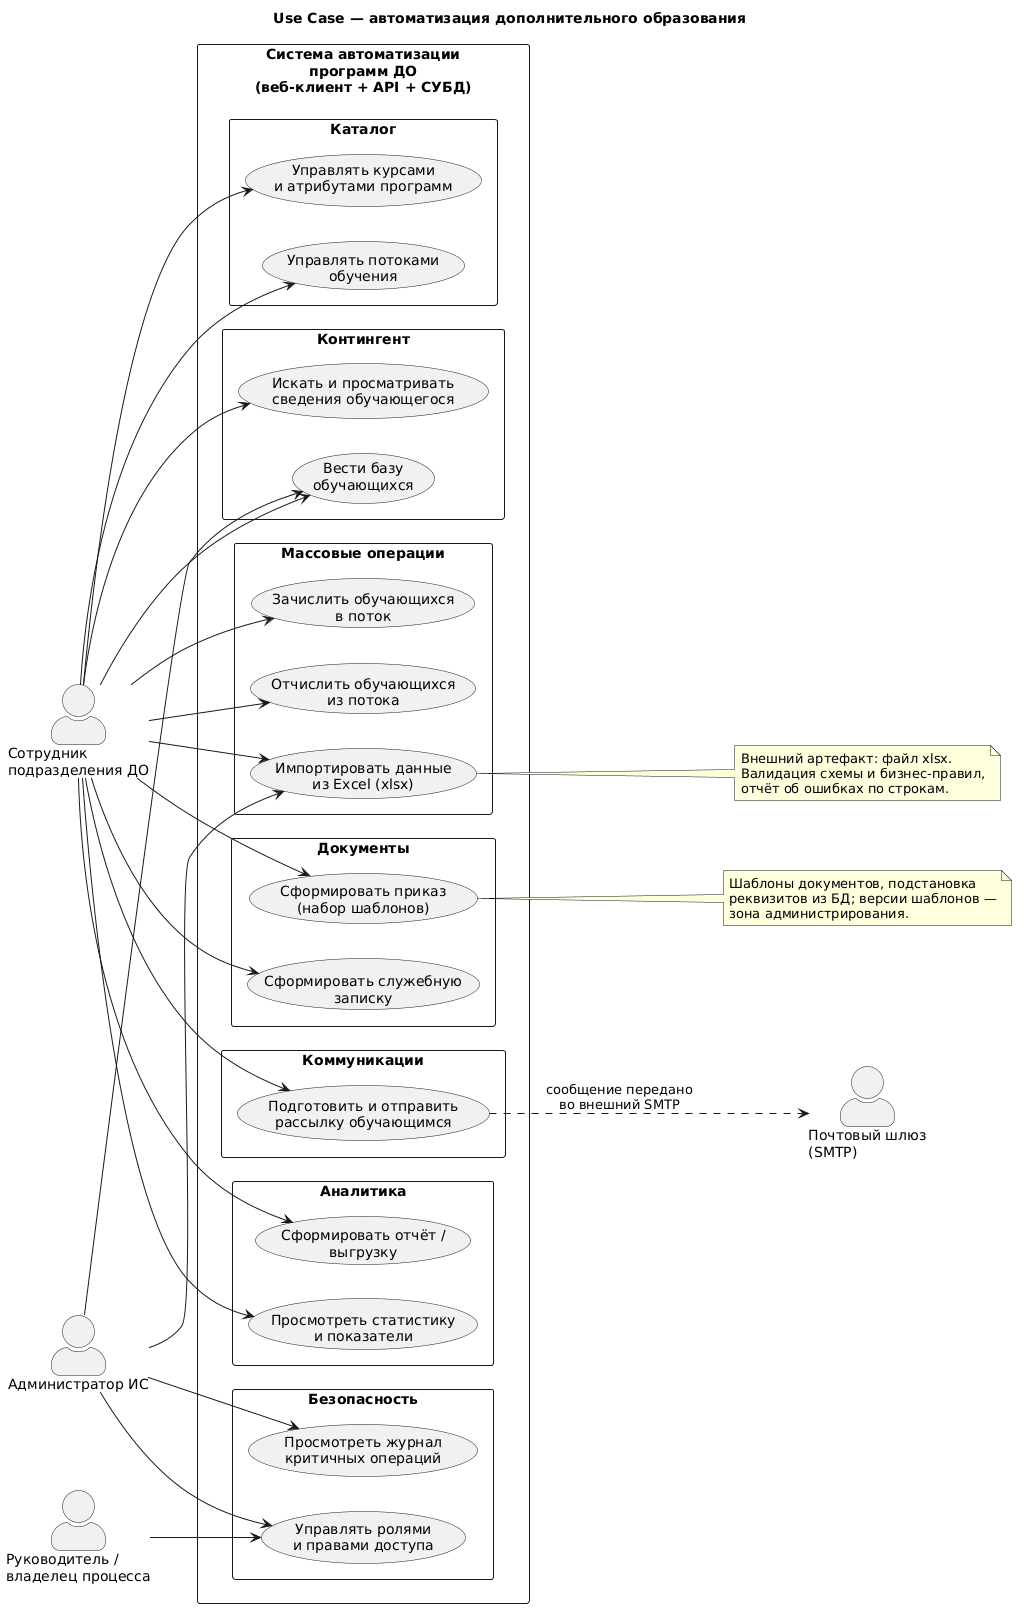 Use Case — автоматизация дополнительного образования
Система автоматизации
программ ДО
(веб-клиент + API + СУБД)
Каталог
Управлять курсами
и атрибутами программ
Управлять потоками
обучения
Контингент
Искать и просматривать
сведения обучающегося
Вести базу
обучающихся
Массовые операции
Зачислить обучающихся
в поток
Отчислить обучающихся
из потока
Импортировать данные
из Excel (xlsx)
Сотрудник
подразделения ДО
Внешний артефакт: файл xlsx.
Валидация схемы и бизнес-правил,
отчёт об ошибках по строкам.
Документы
Сформировать приказ
(набор шаблонов)
Шаблоны документов, подстановка
реквизитов из БД; версии шаблонов —
зона администрирования.
Сформировать служебную
записку
Коммуникации
Подготовить и отправить
рассылку обучающимся
сообщение передано
во внешний SMTP
Почтовый шлюз
(SMTP)
Аналитика
Сформировать отчёт /
выгрузку
Просмотреть статистику
и показатели
Администратор ИС
Безопасность
Просмотреть журнал
критичных операций
Управлять ролями
и правами доступа
Руководитель /
владелец процесса